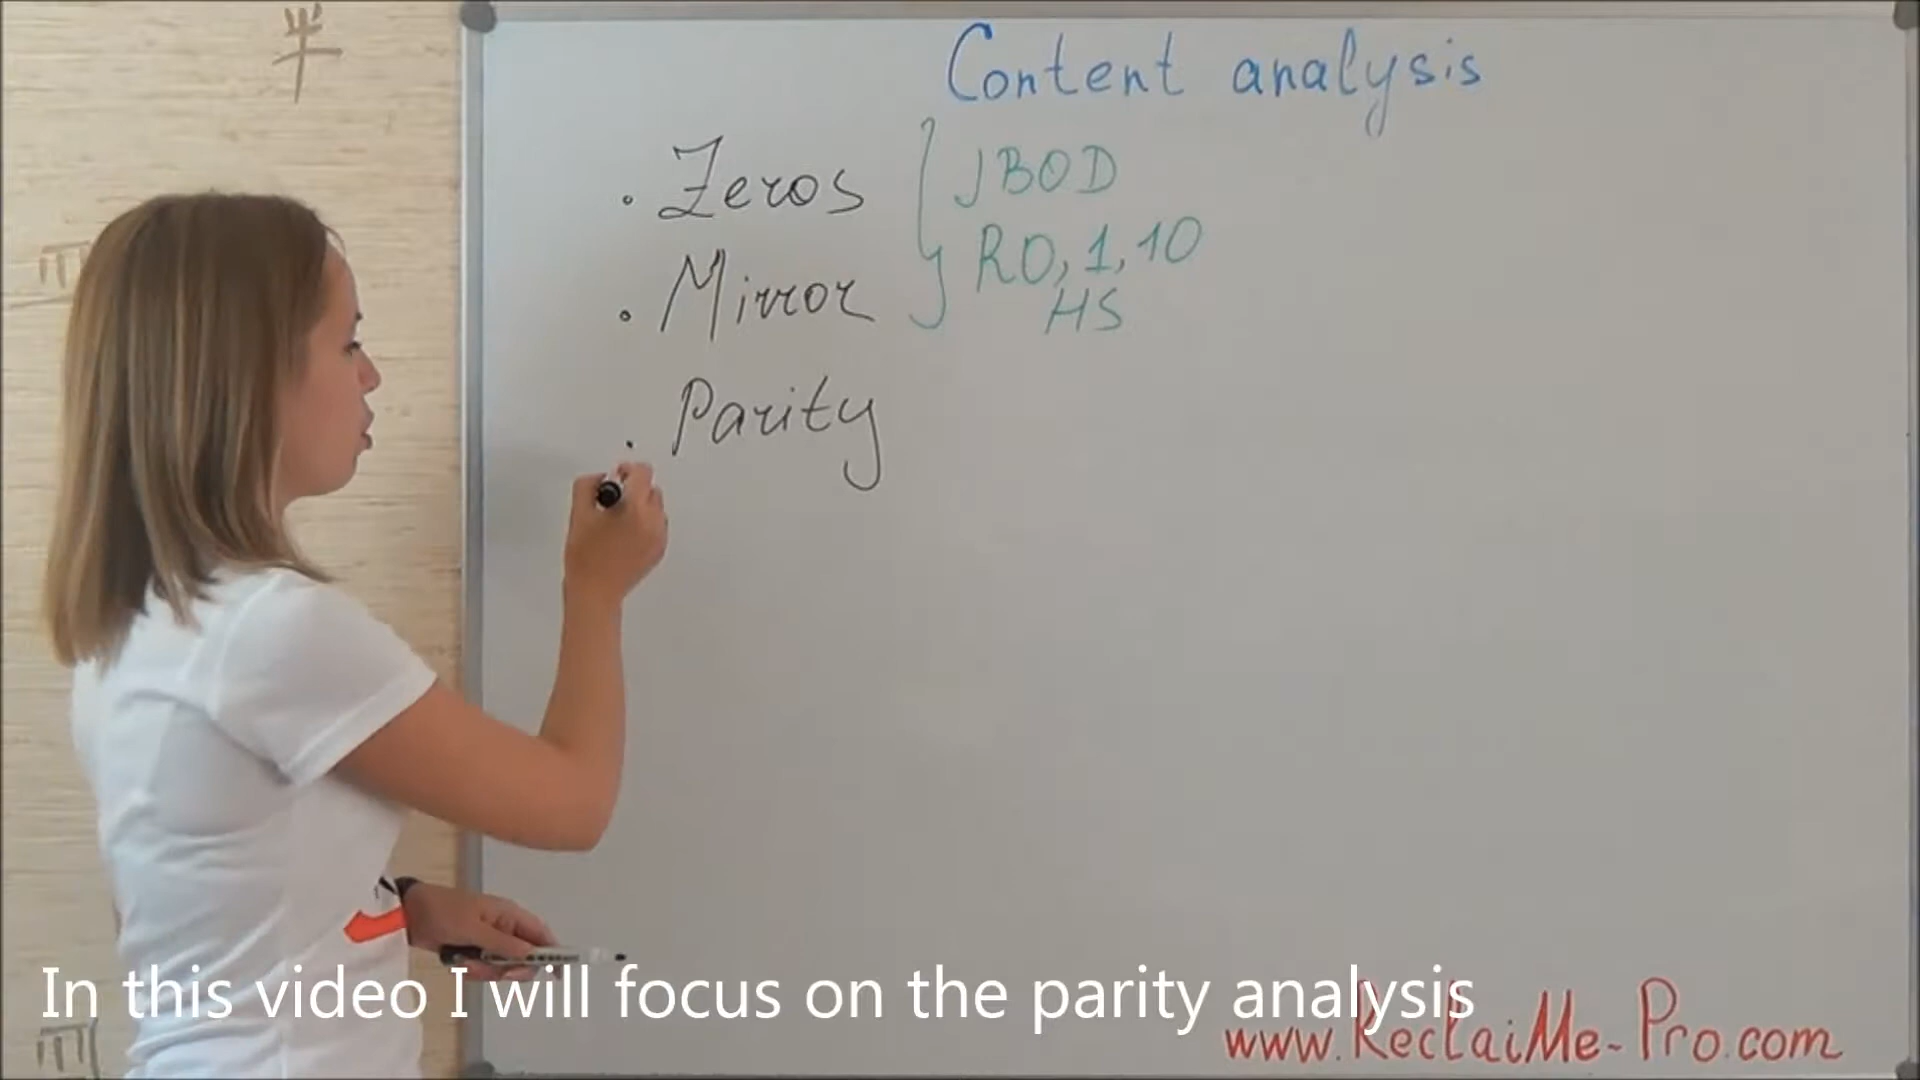 Content analysis
. Zeros
. Mirror
. Parity
JBOD
R0, 1, 10
HS
In this video I will focus on the parity analysis
www.ReclaiMe-Pro.com